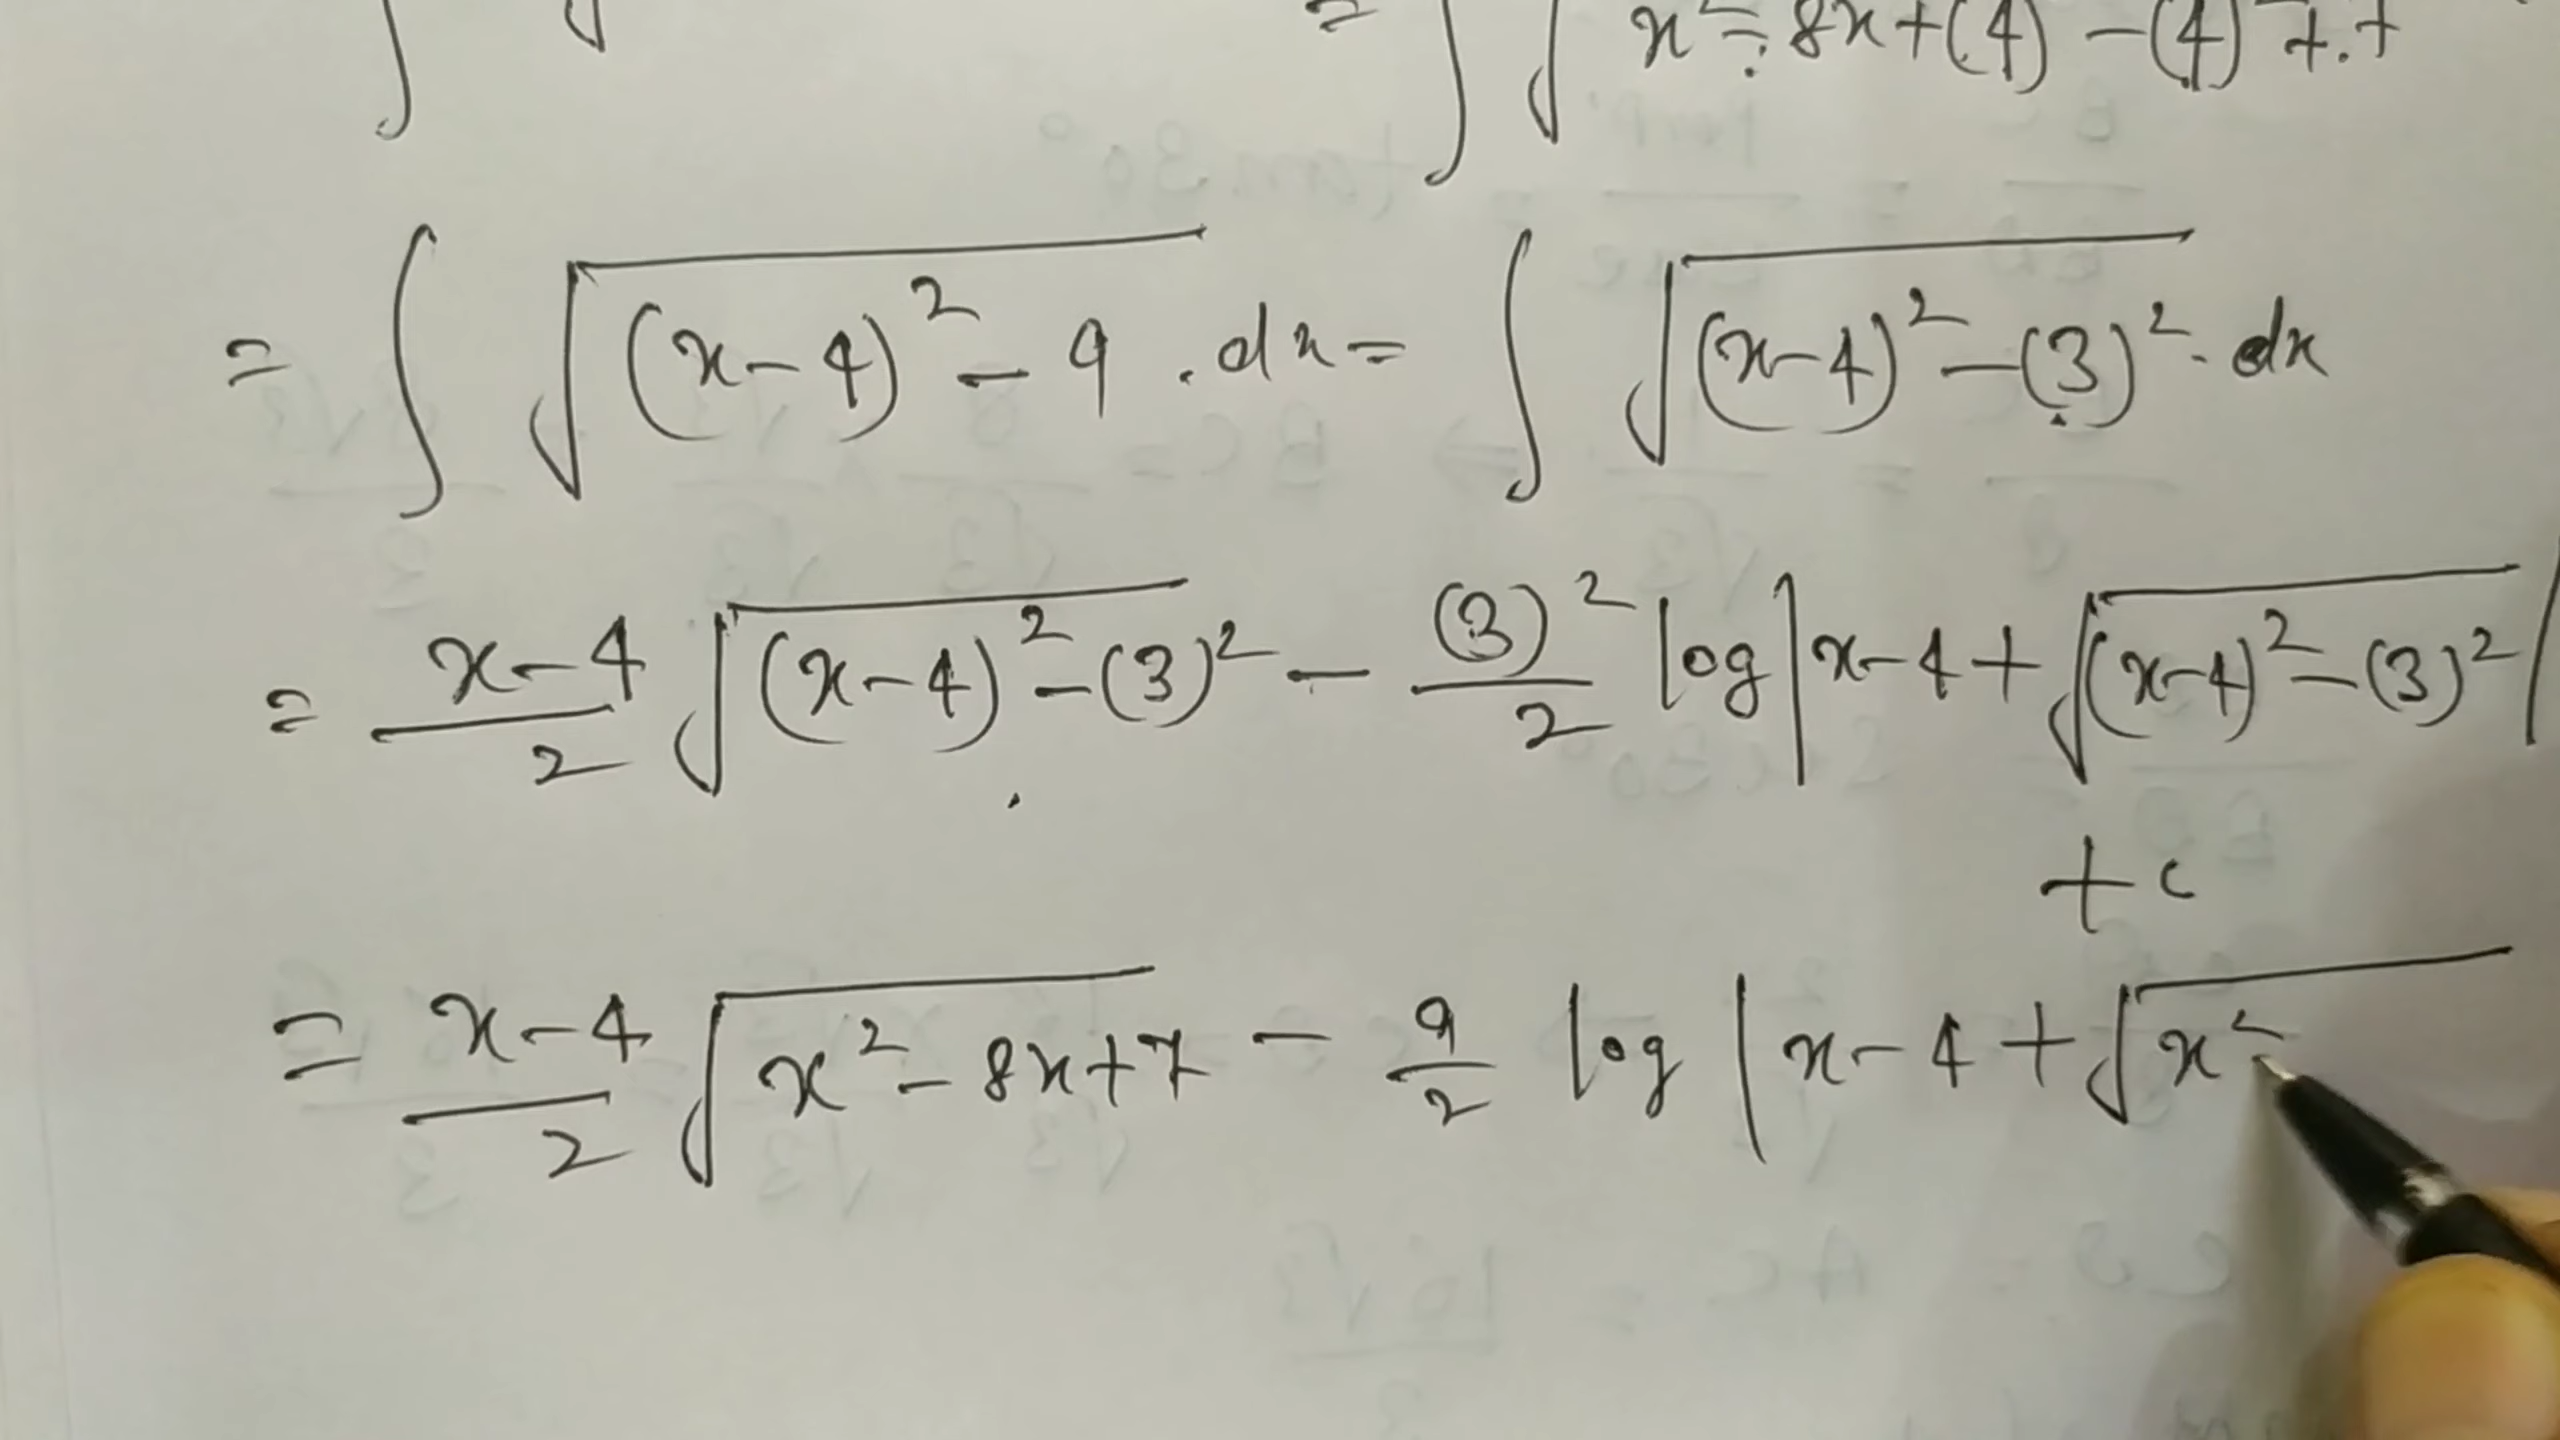 ∫ √ = ∫ √ x² - 8x + (4)² - (4)² + 7
= ∫ √(x-4)² - 9 . dx = ∫ √(x-4)² - (3)² . dx
= x-4/2 √(x-4)² - (3)² - (3)²/2 log |x-4 + √(x-4)² - (3)²|
+ c
= x-4/2 √x² - 8x + 7 - 9/2 log |x-4 + √x² -